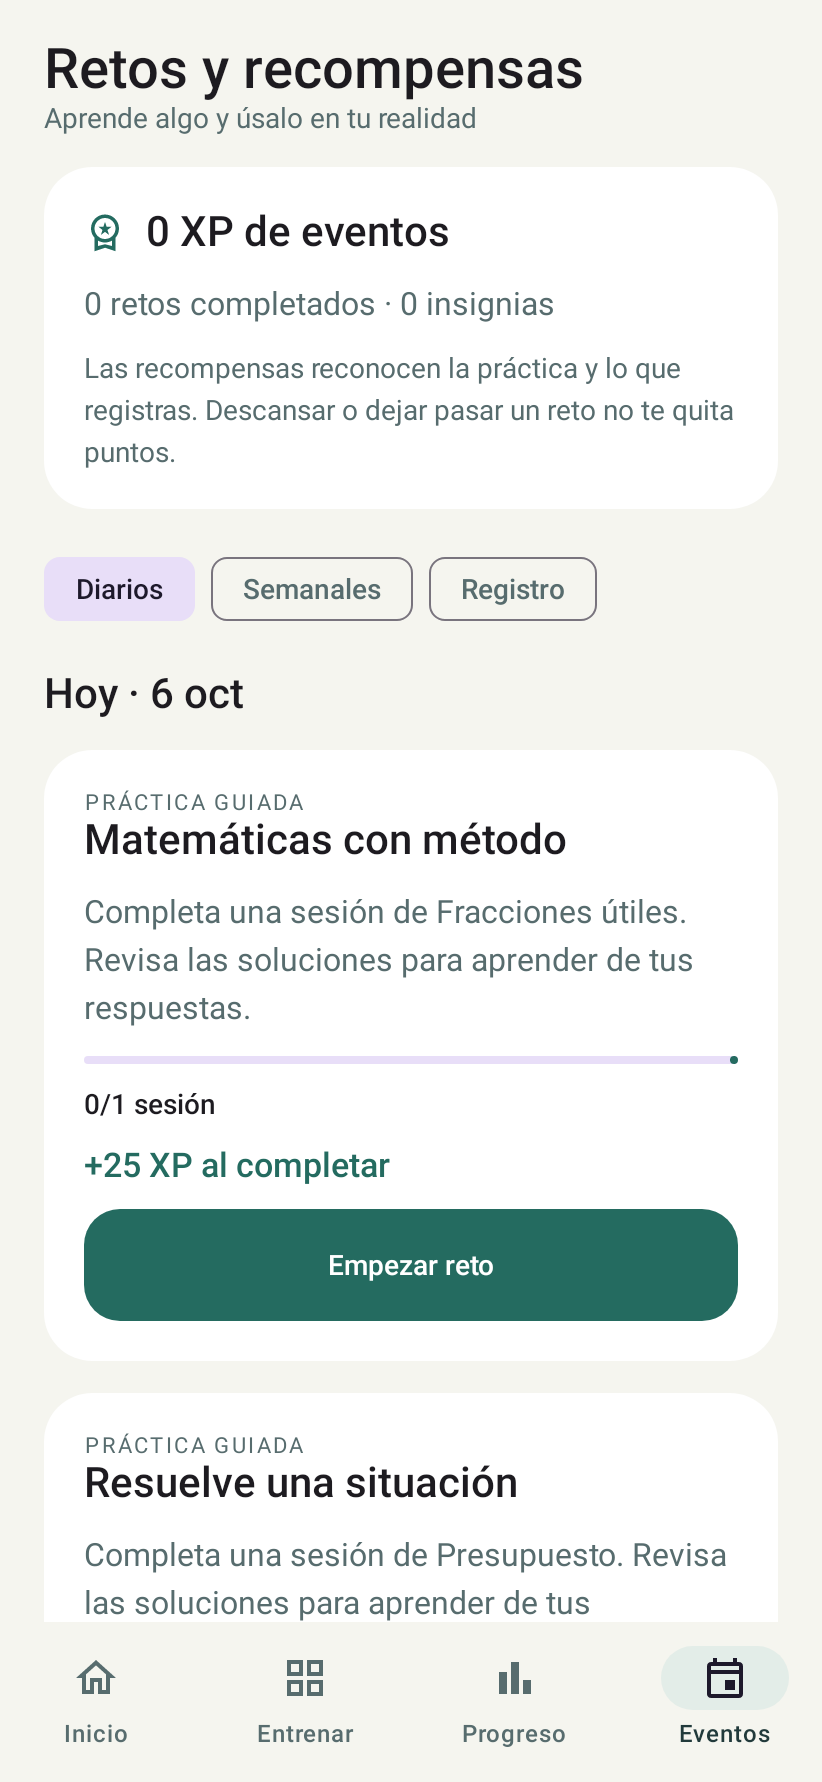 Retos y recompensas
Aprende algo y úsalo en tu realidad
0 XP de eventos
0 retos completados · 0 insignias
Las recompensas reconocen la práctica y lo que
registras. Descansar o dejar pasar un reto no te quita
puntos.
Diarios
Semanales
Registro
Hoy · 6 oct
PRÁCTICA GUIADA
Matemáticas con método
Completa una sesión de Fracciones útiles.
Revisa las soluciones para aprender de tus
respuestas.
0/1 sesión
+25 XP al completar
Empezar reto
PRÁCTICA GUIADA
Resuelve una situación
Completa una sesión de Presupuesto. Revisa
las soluciones para aprender de tus
Inicio
Entrenar
Progreso
Eventos